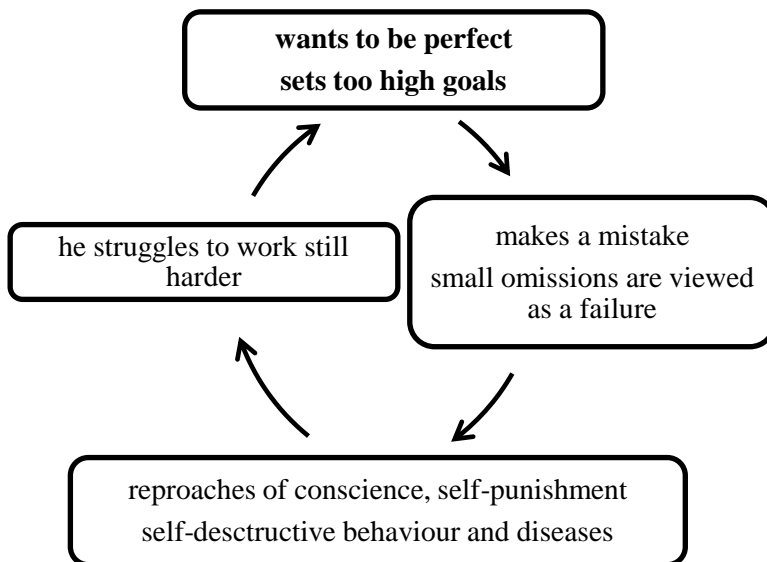 wants to be perfect
sets too high goals
makes a mistake
small omissions are viewed
as a failure
reproaches of conscience, self-punishment
self-desctructive behaviour and diseases
he struggles to work still
harder